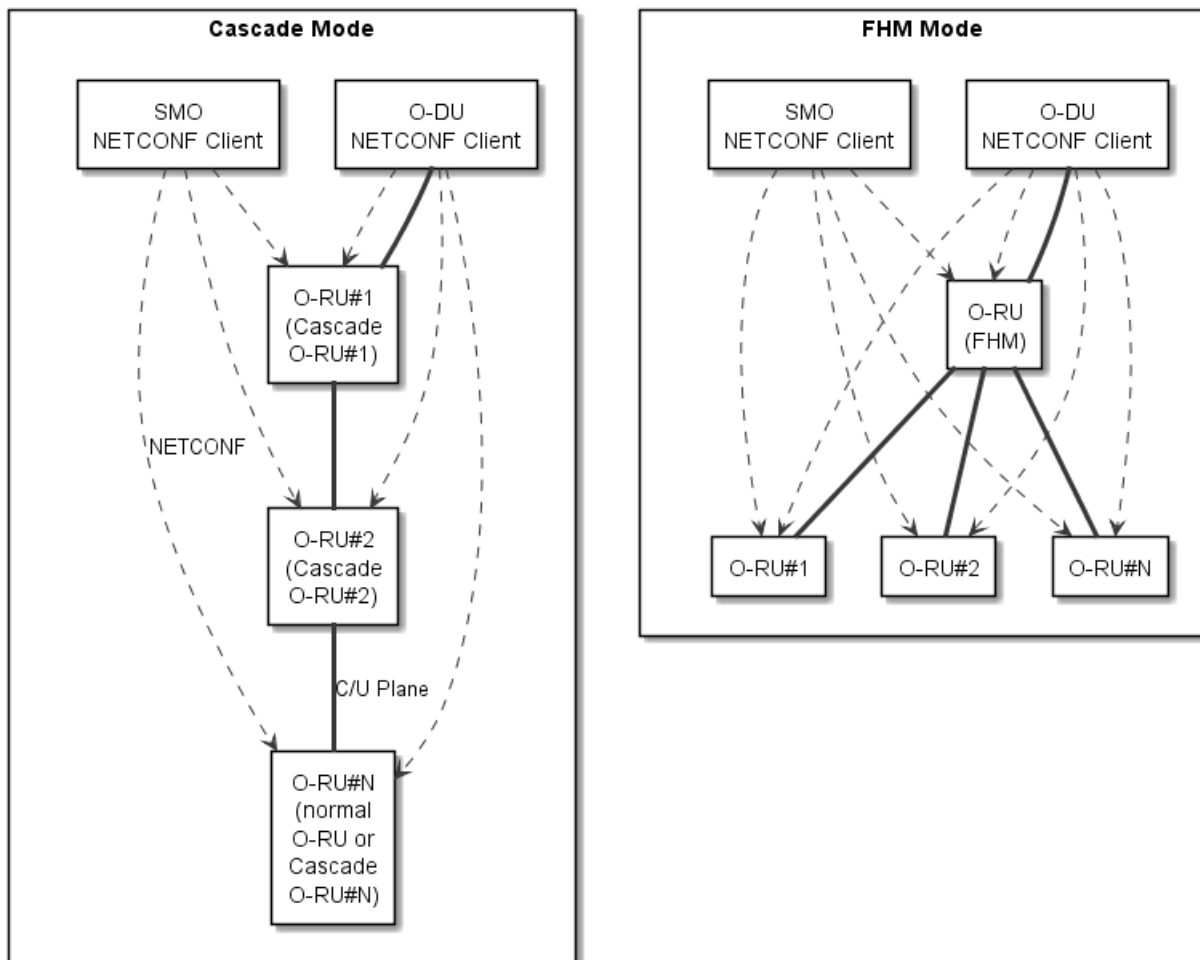 Cascade Mode
SMO
NETCONF Client
O-DU
NETCONF Client
O-RU#1
(Cascade
O-RU#1)
NETCONF
O-RU#2
(Cascade
O-RU#2)
C/U Plane
O-RU#N
(normal
O-RU or
Cascade
O-RU#N)
FHM Mode
SMO
NETCONF Client
O-DU
NETCONF Client
O-RU
(FHM)
O-RU#1
O-RU#2
O-RU#N